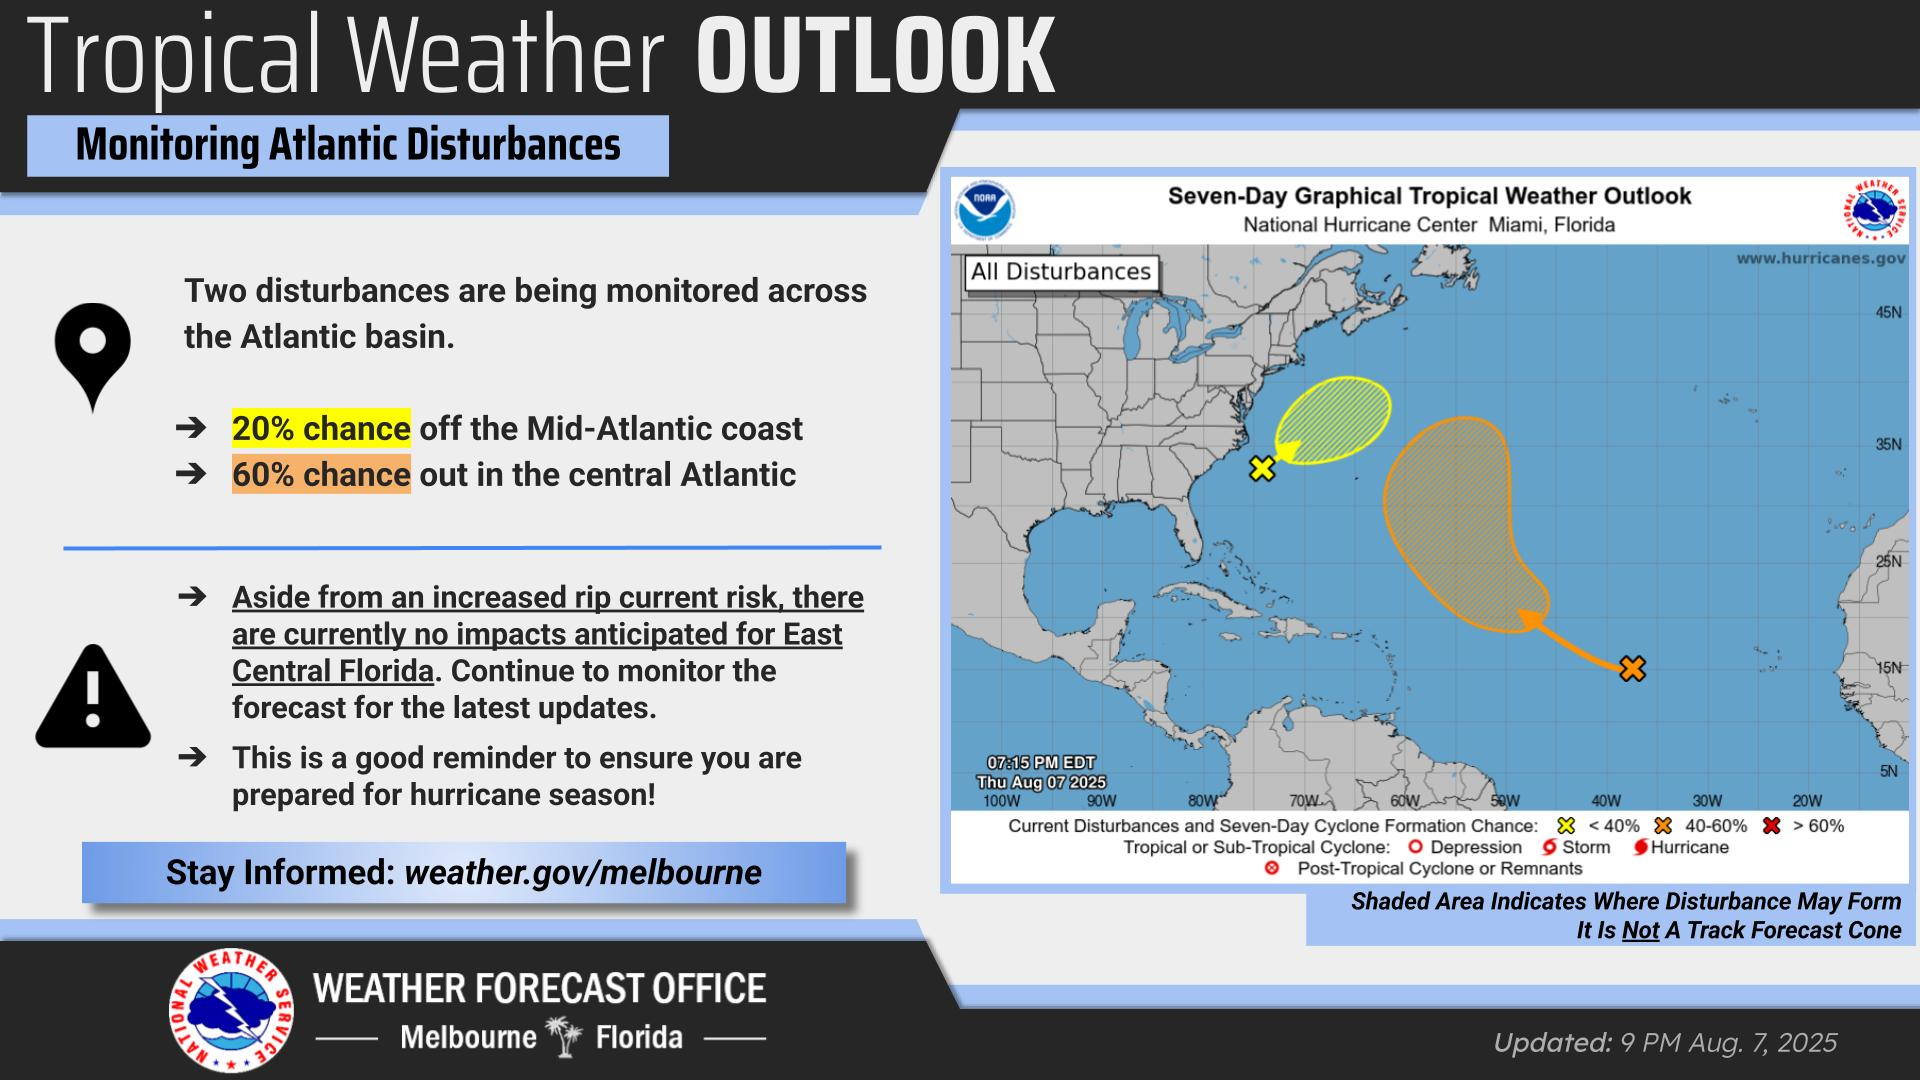 Tropical Weather OUTLOOK
Monitoring Atlantic Disturbances
Two disturbances are being monitored across
the Atlantic basin.
➔ 20% chance off the Mid-Atlantic coast
➔ 60% chance out in the central Atlantic
➔ Aside from an increased rip current risk, there
are currently no impacts anticipated for East
Central Florida. Continue to monitor the
forecast for the latest updates.
➔ This is a good reminder to ensure you are
prepared for hurricane season!
Stay Informed: weather.gov/melbourne
NATIONAL WEATHER SERVICE
WEATHER FORECAST OFFICE
Melbourne Florida
NOAA
Seven-Day Graphical Tropical Weather Outlook
National Hurricane Center Miami, Florida
NATIONAL WEATHER SERVICE
All Disturbances
www.hurricanes.gov
45N
35N
25N
15N
5N
07:15 PM EDT
Thu Aug 07 2025
100W 90W 80W 70W 60W 50W 40W 30W 20W
Current Disturbances and Seven-Day Cyclone Formation Chance: < 40% 40-60% > 60%
Tropical or Sub-Tropical Cyclone: Depression Storm Hurricane
Post-Tropical Cyclone or Remnants
Shaded Area Indicates Where Disturbance May Form
It Is Not A Track Forecast Cone
Updated: 9 PM Aug. 7, 2025